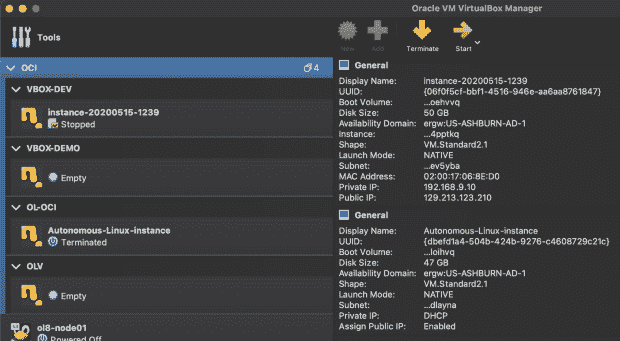 Oracle VM VirtualBox Manager
Tools
New
Add
Terminate
Start
OCI
4
VBOX-DEV
instance-20200515-1239
Stopped
VBOX-DEMO
Empty
OL-OCI
Autonomous-Linux-instance
Terminated
OLV
Empty
ol8-node01
Powered Off
General
Display Name: instance-20200515-1239
UUID: {06f0f5cf-bbf1-4516-946e-aa6aa8761847}
Boot Volume: ...oehvvq
Disk Size: 50 GB
Availability Domain: ergw:US-ASHBURN-AD-1
Instance: ...4pptkq
Shape: VM.Standard2.1
Launch Mode: NATIVE
Subnet: ...ev5yba
MAC Address: 02:00:17:06:8E:D0
Private IP: 192.168.9.10
Public IP: 129.213.123.210
General
Display Name: Autonomous-Linux-instance
UUID: {dbefd1a4-504b-424b-9276-c4608729c21c}
Boot Volume: ...loihvq
Disk Size: 47 GB
Availability Domain: ergw:US-ASHBURN-AD-1
Shape: VM.Standard2.1
Launch Mode: NATIVE
Subnet: ...dlayna
Private IP: DHCP
Assign Public IP: Enabled